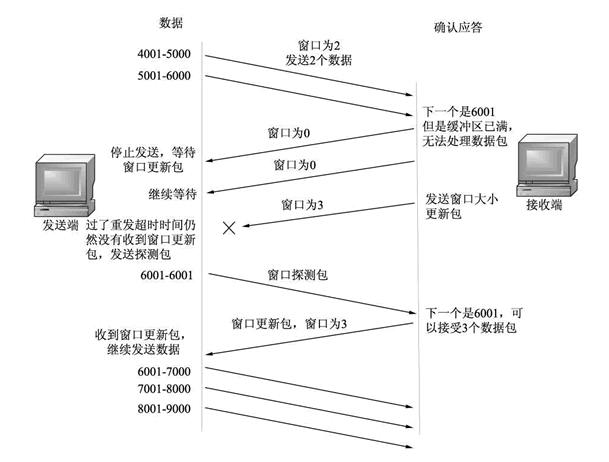 数据
确认应答
窗口为2
发送2个数据
4001-5000
5001-6000
下一个是6001
但是缓冲区已满，
无法处理数据包
窗口为0
停止发送，等待
窗口更新包
窗口为0
继续等待
发送窗口大小
更新包
窗口为3
发送端
接收端
过了重发超时时间仍
然没有收到窗口更新
包，发送探测包
6001-6001
窗口探测包
下一个是6001，可
以接受3个数据包
窗口更新包，窗口为3
收到窗口更新包，
继续发送数据
6001-7000
7001-8000
8001-9000